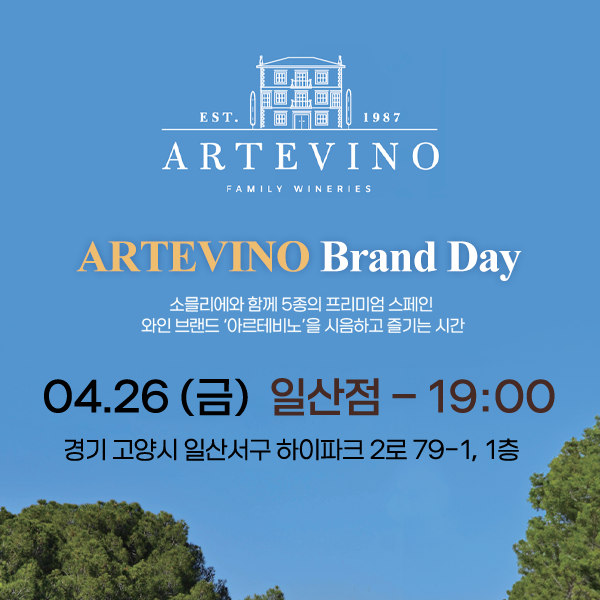 EST. 1987
ARTEVINO
FAMILY WINERIES
ARTEVINO Brand Day
소믈리에와 함께 5종의 프리미엄 스페인
와인 브랜드 '아르테비노'을 시음하고 즐기는 시간
04.26 (금) 일산점 - 19:00
경기 고양시 일산서구 하이파크 2로 79-1, 1층